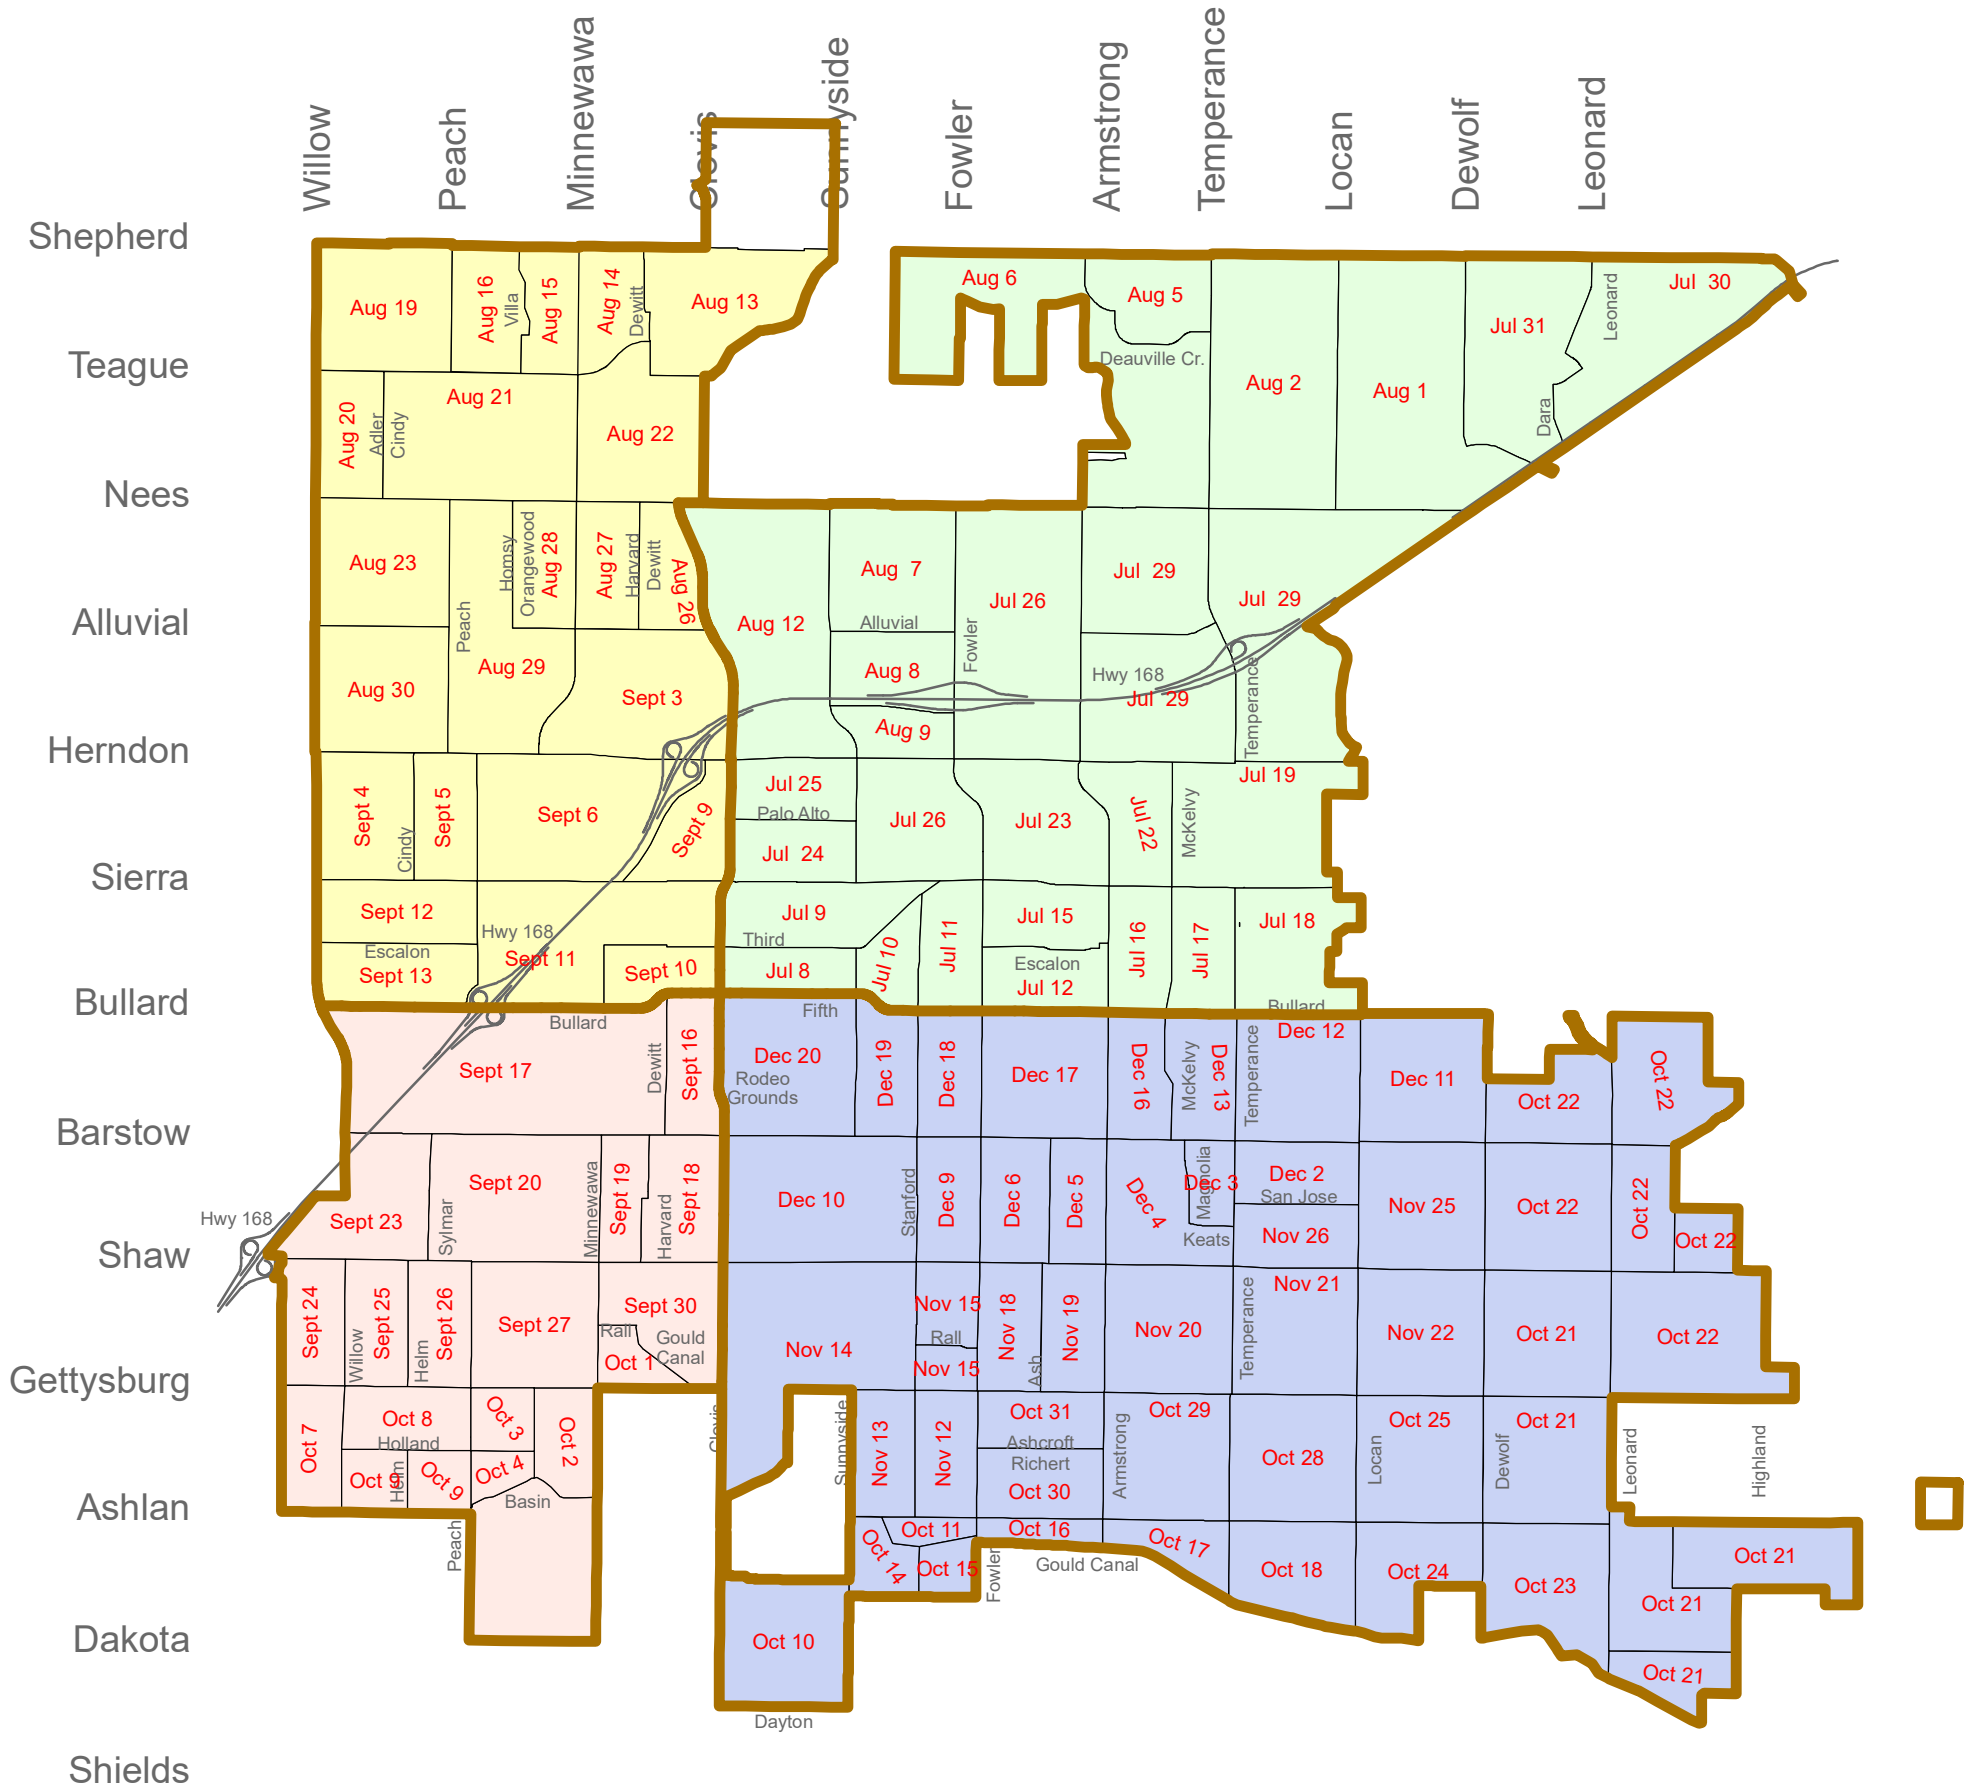 Willow
Peach
Minnewawa
Clovis
Sunnyside
Fowler
Armstrong
Temperance
Locan
Dewolf
Leonard
Shepherd
Teague
Nees
Alluvial
Herndon
Sierra
Bullard
Barstow
Shaw
Gettysburg
Ashlan
Dakota
Shields
Aug 19
Aug 16
Villa
Aug 15
Aug 14
Dewitt
Aug 13
Aug 20
Adler
Cindy
Aug 21
Aug 22
Aug 23
Homsy
Orangewood
Aug 28
Aug 27
Harvard
Dewitt
Aug 26
Peach
Aug 30
Aug 29
Sept 3
Sept 4
Cindy
Sept 5
Sept 6
Sept 9
Sept 12
Escalon
Sept 13
Hwy 168
Sept 11
Sept 10
Aug 6
Aug 5
Deauville Cr.
Aug 2
Aug 1
Jul 31
Leonard
Dara
Jul 30
Aug 12
Aug 7
Alluvial
Aug 8
Aug 9
Fowler
Jul 26
Jul 29
Jul 29
Hwy 168
Jul 29
Temperance
Jul 25
Palo Alto
Jul 24
Jul 26
Jul 23
Jul 22
McKelvy
Jul 19
Jul 9
Third
Jul 8
Jul 10
Jul 11
Jul 15
Escalon
Jul 12
Jul 16
Jul 17
Jul 18
Bullard
Bullard
Sept 17
Dewitt
Sept 16
Hwy 168
Sept 23
Sylmar
Sept 20
Minnewawa
Sept 19
Harvard
Sept 18
Sept 24
Willow
Sept 25
Helm
Sept 26
Sept 27
Sept 30
Rall
Gould
Canal
Oct 1
Oct 7
Oct 8
Holland
Oct 9
Helm
Oct 9
Oct 3
Oct 4
Oct 2
Basin
Peach
Fifth
Dec 20
Rodeo
Grounds
Dec 19
Dec 18
Dec 17
Dec 16
McKelvy
Dec 13
Temperance
Dec 12
Dec 11
Oct 22
Oct 22
Dec 10
Stanford
Dec 9
Dec 6
Dec 5
Dec 4
Magnolia
Dec 3
Keats
Dec 2
San Jose
Nov 26
Nov 25
Oct 22
Oct 22
Oct 22
Nov 14
Nov 15
Rall
Nov 15
Nov 18
Ash
Nov 19
Nov 20
Temperance
Nov 21
Nov 22
Oct 21
Oct 22
Clovis
Sunnyside
Nov 13
Nov 12
Oct 31
Ashcroft
Richert
Oct 30
Armstrong
Oct 29
Oct 28
Locan
Oct 25
Dewolf
Oct 21
Leonard
Highland
Oct 14
Oct 11
Oct 15
Fowler
Oct 16
Gould Canal
Oct 17
Oct 18
Oct 24
Oct 23
Oct 21
Oct 21
Oct 21
Oct 10
Dayton